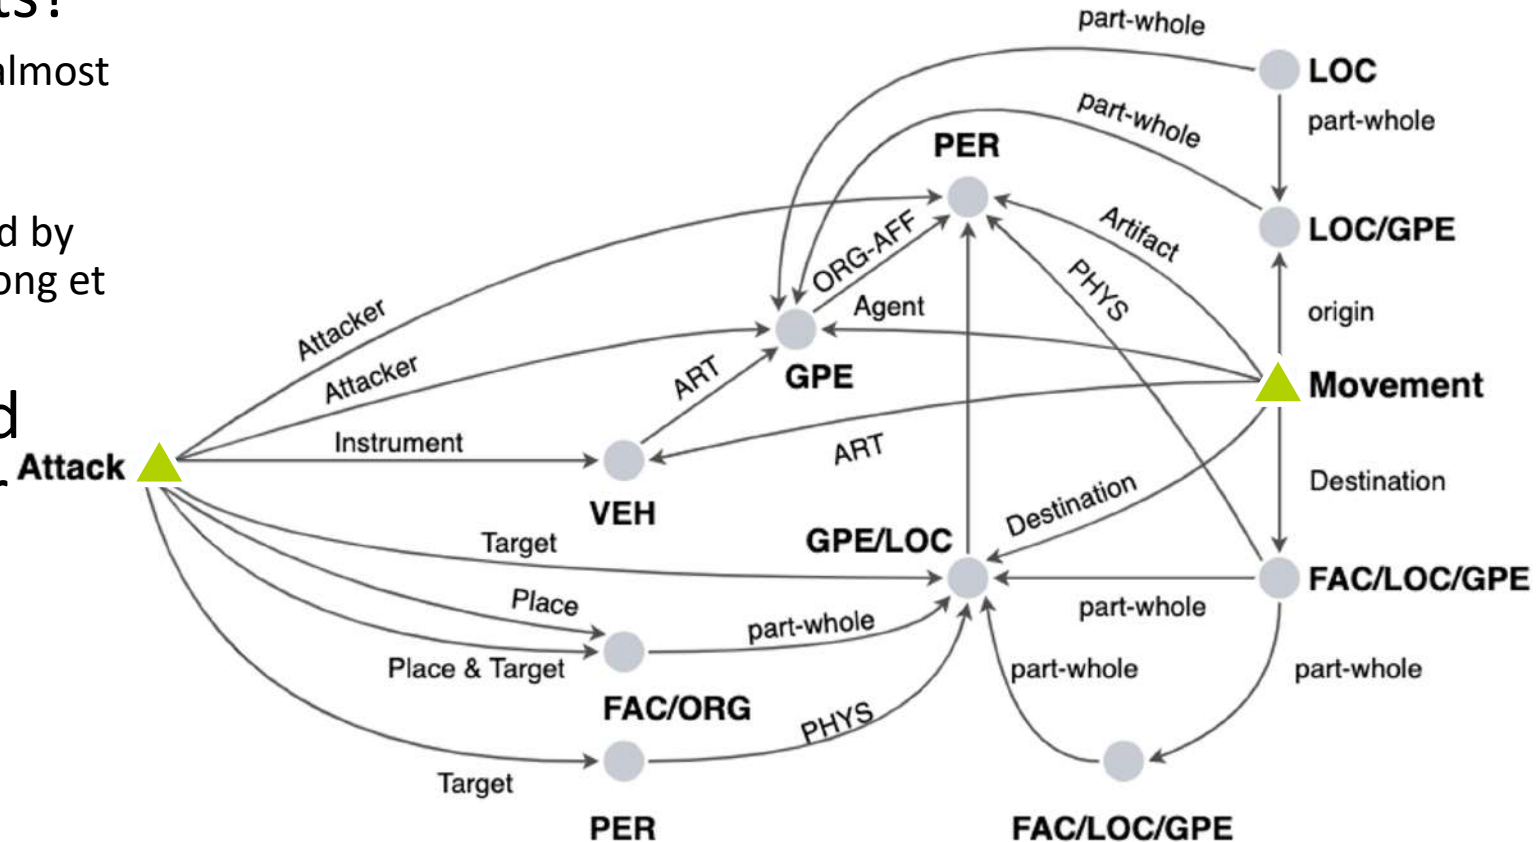 ts?
almost
d by
ong et
d
r
part-whole
LOC
part-whole
part-whole
PER
LOC/GPE
Artifact
ORG-AFF
PHYS
Attacker
Agent
origin
Attacker
ART
GPE
Movement
Instrument
ART
Attack
VEH
Destination
Destination
Target
GPE/LOC
FAC/LOC/GPE
Place
part-whole
part-whole
Place & Target
part-whole
part-whole
FAC/ORG
PHYS
Target
PER
FAC/LOC/GPE